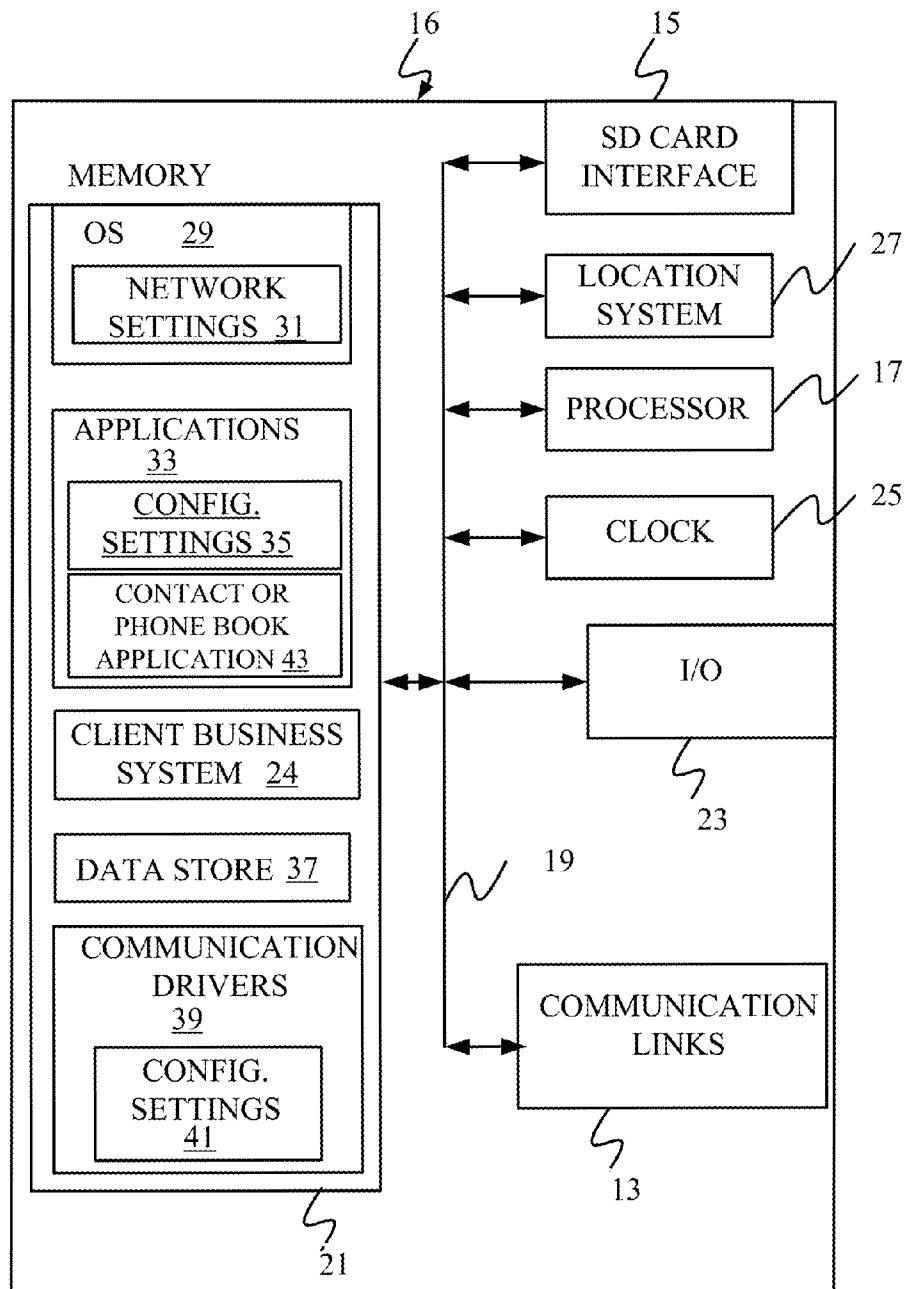 16
15
SD CARD
INTERFACE
MEMORY
OS 29
NETWORK
SETTINGS 31
27
LOCATION
SYSTEM
17
PROCESSOR
APPLICATIONS
33
CONFIG.
SETTINGS 35
CONTACT OR
PHONE BOOK
APPLICATION 43
25
CLOCK
I/O
23
CLIENT BUSINESS
SYSTEM 24
DATA STORE 37
19
COMMUNICATION
DRIVERS
39
CONFIG.
SETTINGS
41
COMMUNICATION
LINKS
13
21